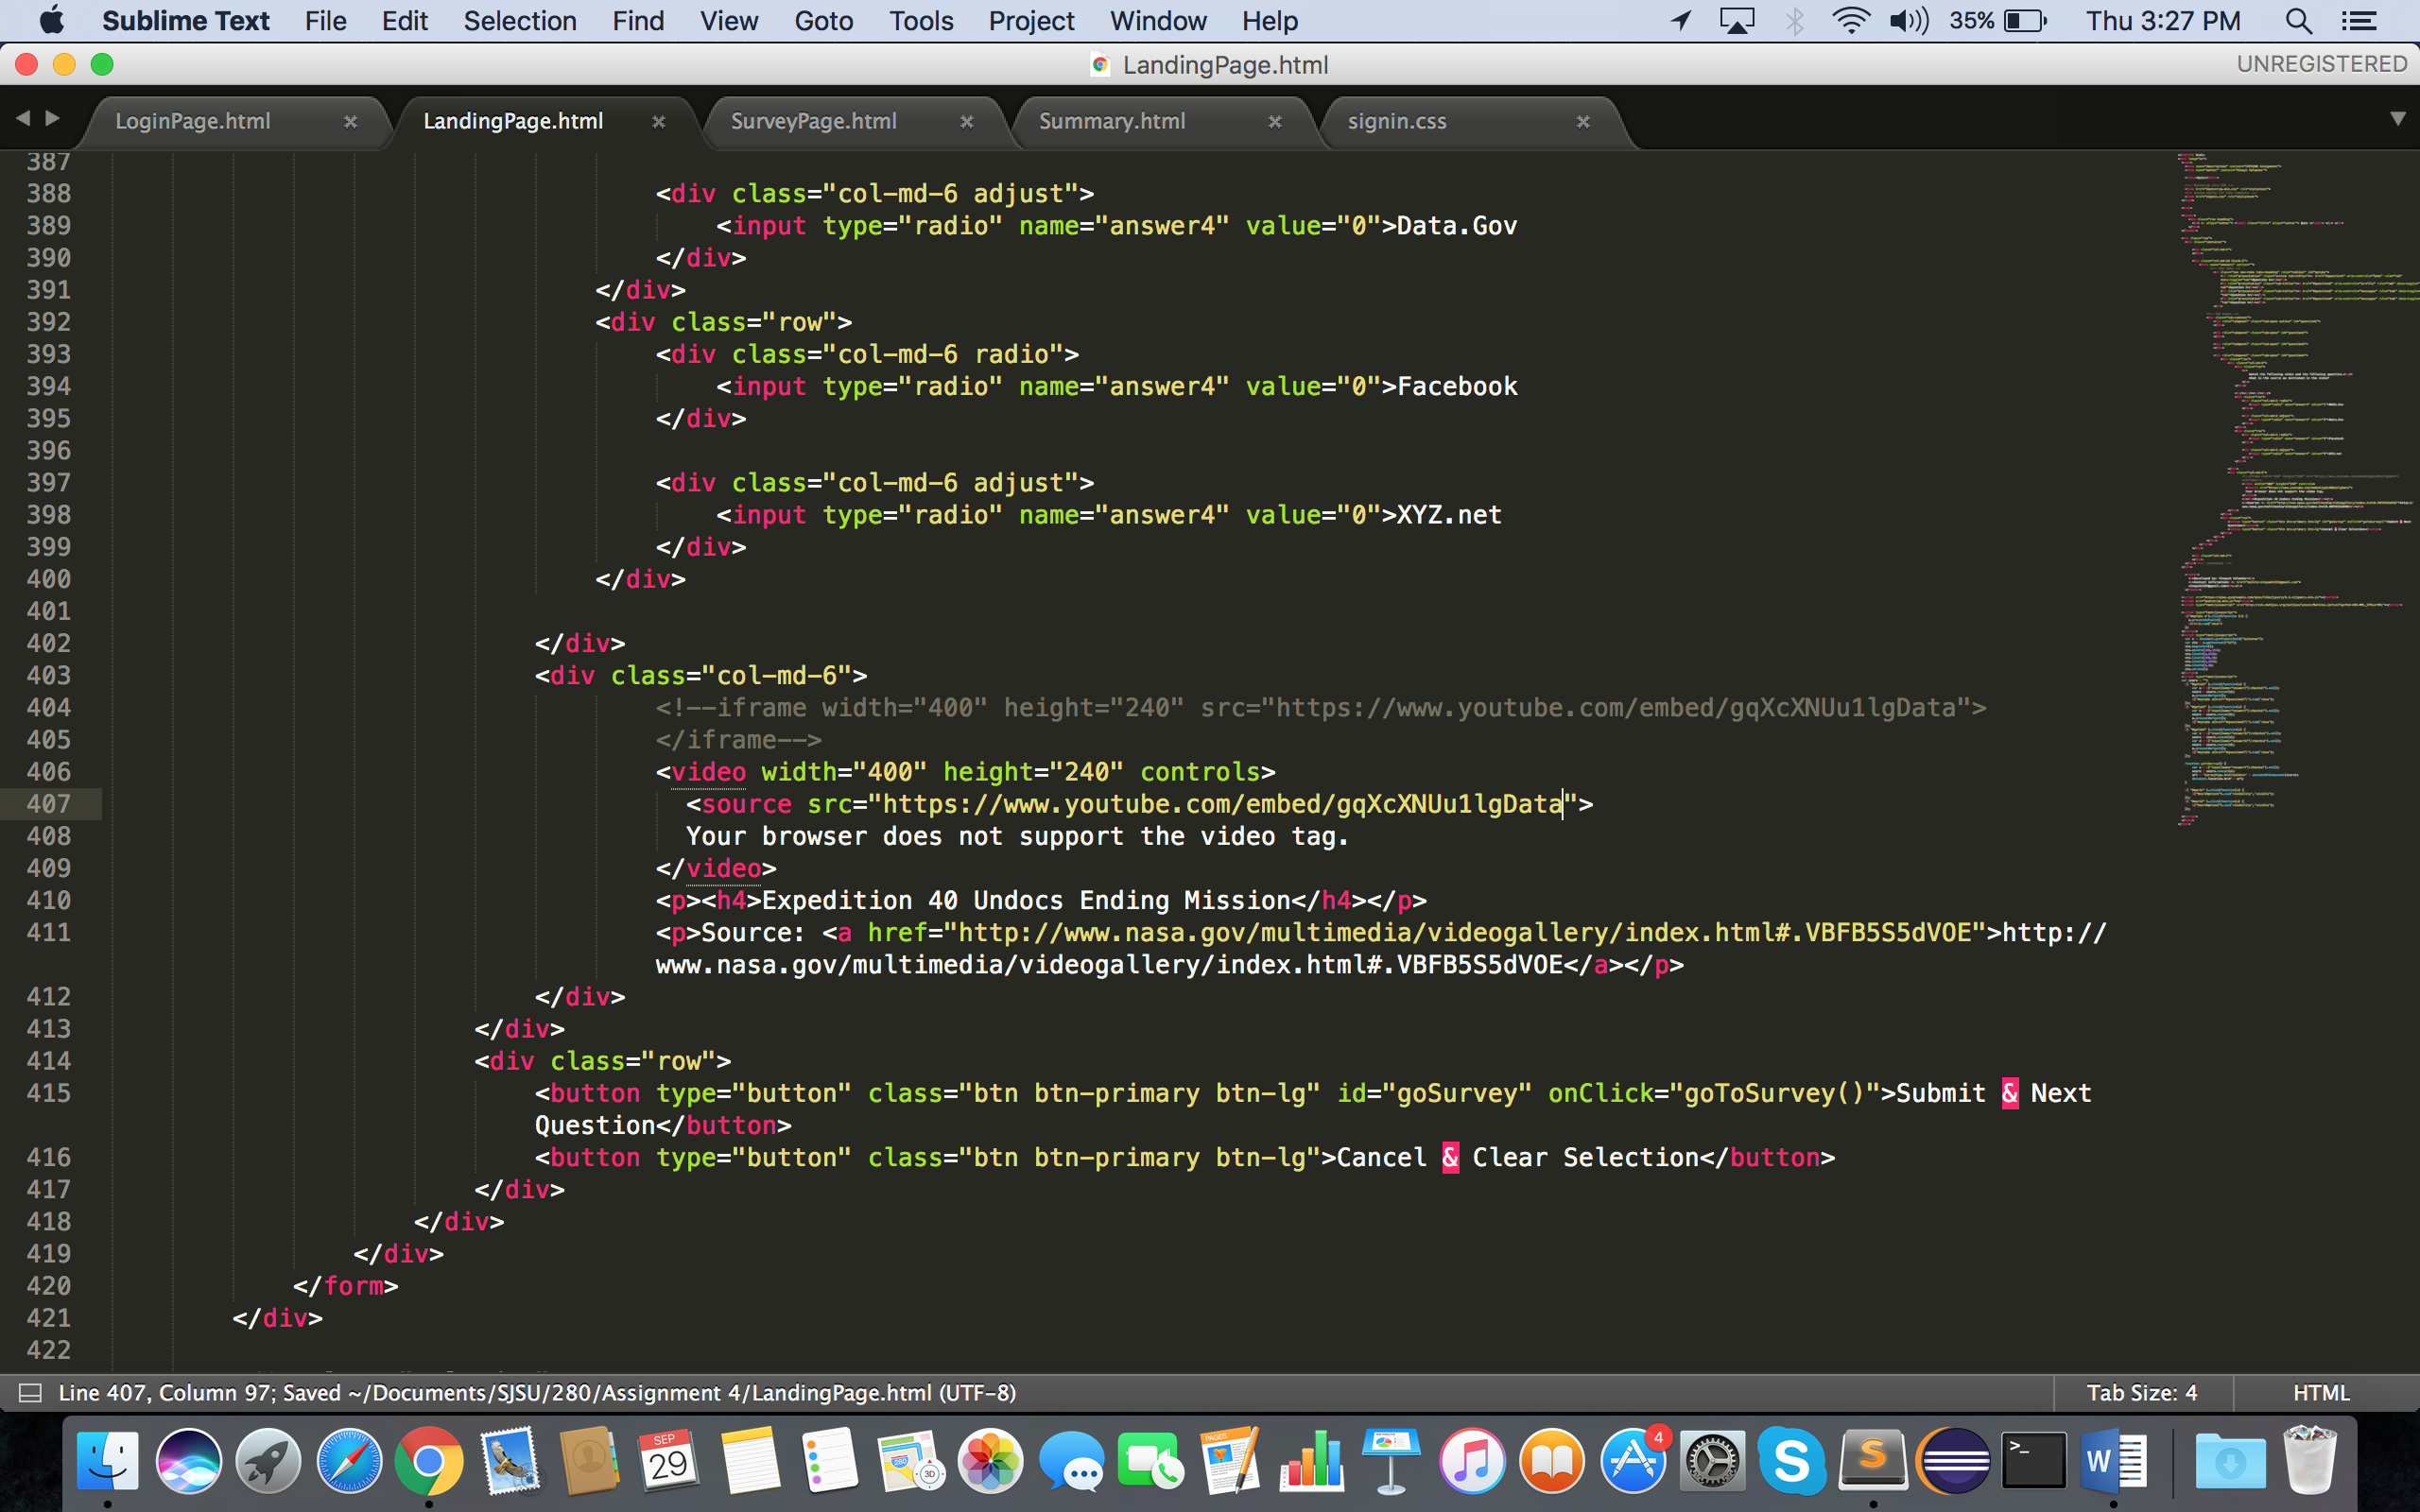 Sublime Text File Edit Selection Find View Goto Tools Project Window Help 35% Thu 3:27 PM
LandingPage.html UNREGISTERED
LoginPage.html LandingPage.html SurveyPage.html Summary.html signin.css
387
388 <div class="col-md-6 adjust">
389 <input type="radio" name="answer4" value="0">Data.Gov
390 </div>
391 </div>
392 <div class="row">
393 <div class="col-md-6 radio">
394 <input type="radio" name="answer4" value="0">Facebook
395 </div>
396
397 <div class="col-md-6 adjust">
398 <input type="radio" name="answer4" value="0">XYZ.net
399 </div>
400 </div>
401
402 </div>
403 <div class="col-md-6">
404 <!--iframe width="400" height="240" src="https://www.youtube.com/embed/gqXcXNUu1lgData">
405 </iframe-->
406 <video width="400" height="240" controls>
407 <source src="https://www.youtube.com/embed/gqXcXNUu1lgData">
408 Your browser does not support the video tag.
409 </video>
410 <p><h4>Expedition 40 Undocs Ending Mission</h4></p>
411 <p>Source: <a href="http://www.nasa.gov/multimedia/videogallery/index.html#.VBFB5S5dVOE">http://
www.nasa.gov/multimedia/videogallery/index.html#.VBFB5S5dVOE</a></p>
412 </div>
413 </div>
414 <div class="row">
415 <button type="button" class="btn btn-primary btn-lg" id="goSurvey" onClick="goToSurvey()">Submit & Next
Question</button>
416 <button type="button" class="btn btn-primary btn-lg">Cancel & Clear Selection</button>
417 </div>
418 </div>
419 </div>
420 </form>
421 </div>
422
Line 407, Column 97; Saved ~/Documents/SJSU/280/Assignment 4/LandingPage.html (UTF-8) Tab Size: 4 HTML
SEP
29
280
3D
PAGES
4
S
S
>_
W